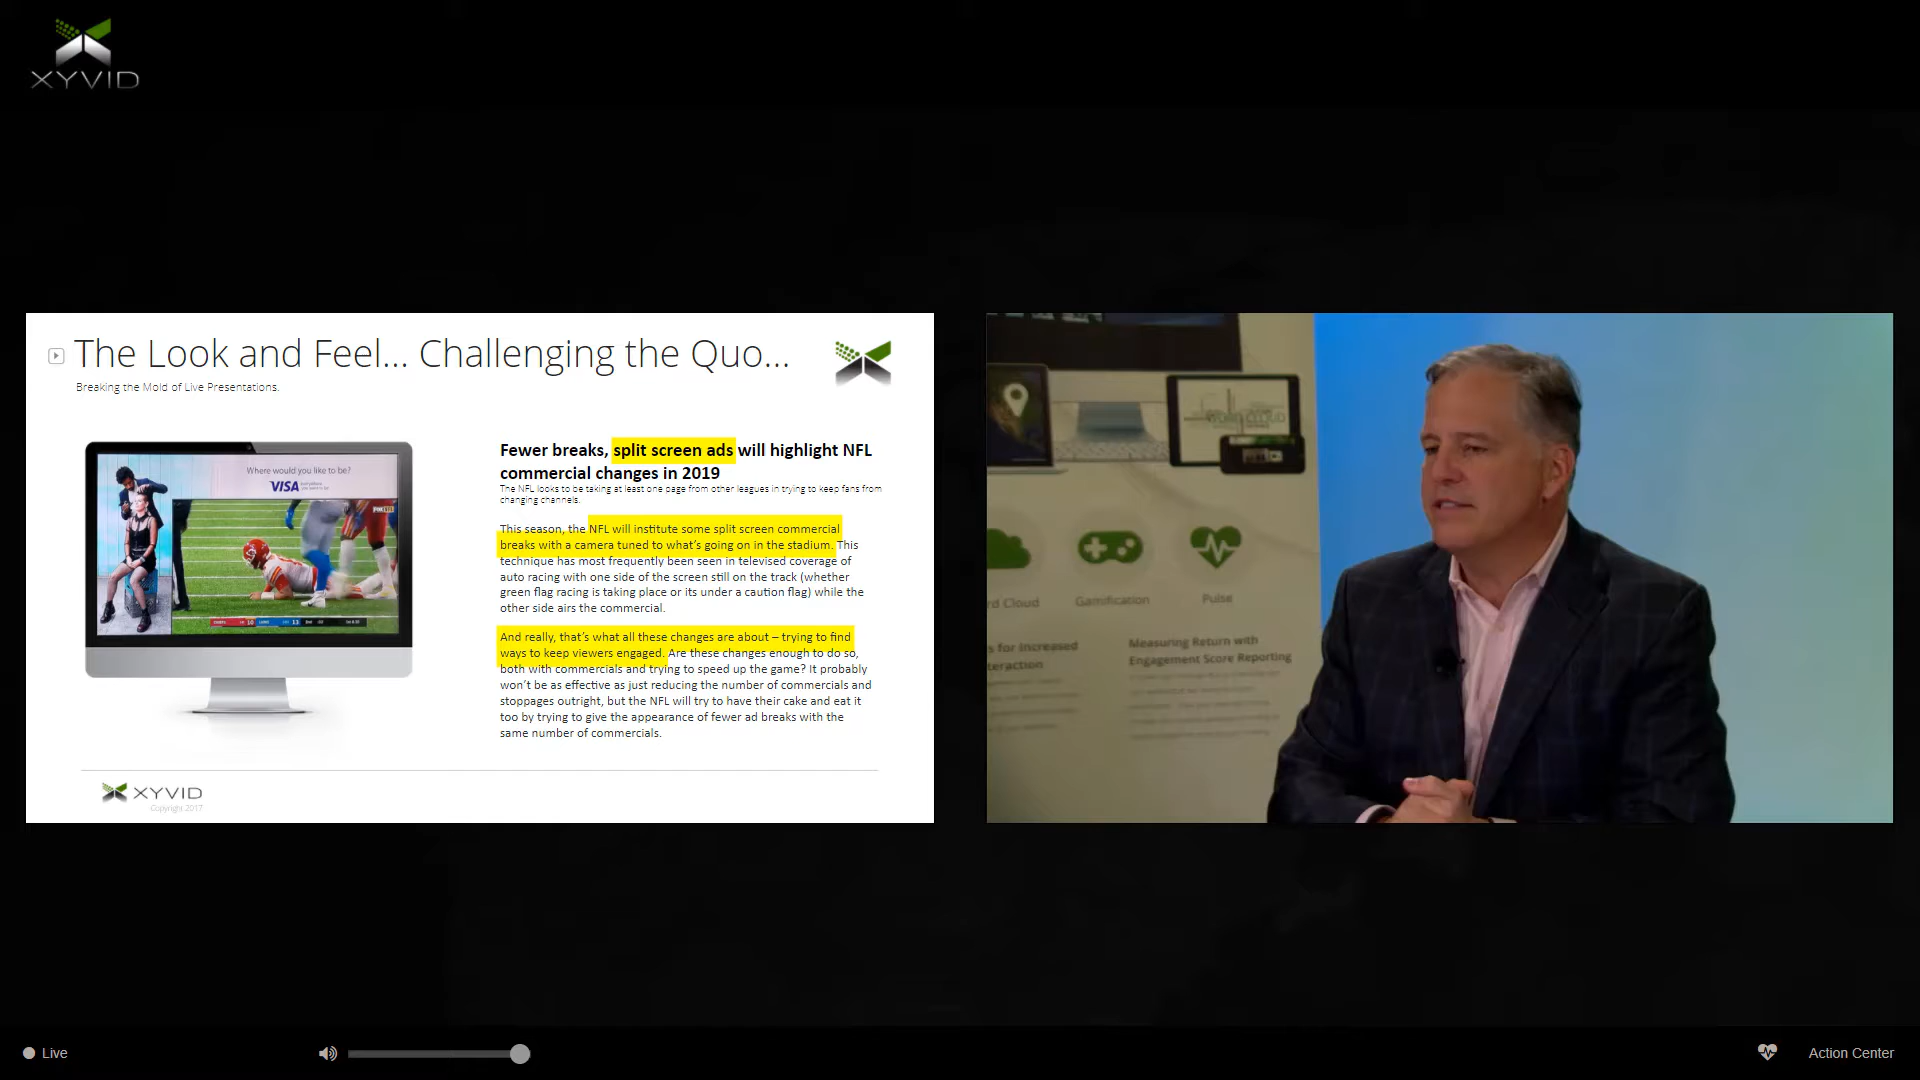 XYVID
The Look and Feel... Challenging the Quo...
Breaking the Mold of Live Presentations.
Where would you like to be?
VISA
Fewer breaks, split screen ads will highlight NFL
commercial changes in 2019
The NFL looks to be taking at least one page from other leagues in trying to keep fans from
changing channels.
This season, the NFL will institute some split screen commercial
breaks with a camera tuned to what's going on in the stadium. This
technique has most frequently been seen in televised coverage of
auto racing with one side of the screen still on the track (whether
green flag racing is taking place or its under a caution flag) while the
other side airs the commercial.
And really, that's what all these changes are about – trying to find
ways to keep viewers engaged. Are these changes enough to do so,
both with commercials and trying to speed up the game? It probably
won't be as effective as just reducing the number of commercials and
stoppages outright, but the NFL will try to have their cake and eat it
too by trying to give the appearance of fewer ad breaks with the
same number of commercials.
XYVID
Copyright 2017
WORD CLOUD
rd Cloud
Gamification
Pulse
s for Increased
teraction
Measuring Return with
Engagement Score Reporting
Live
Action Center